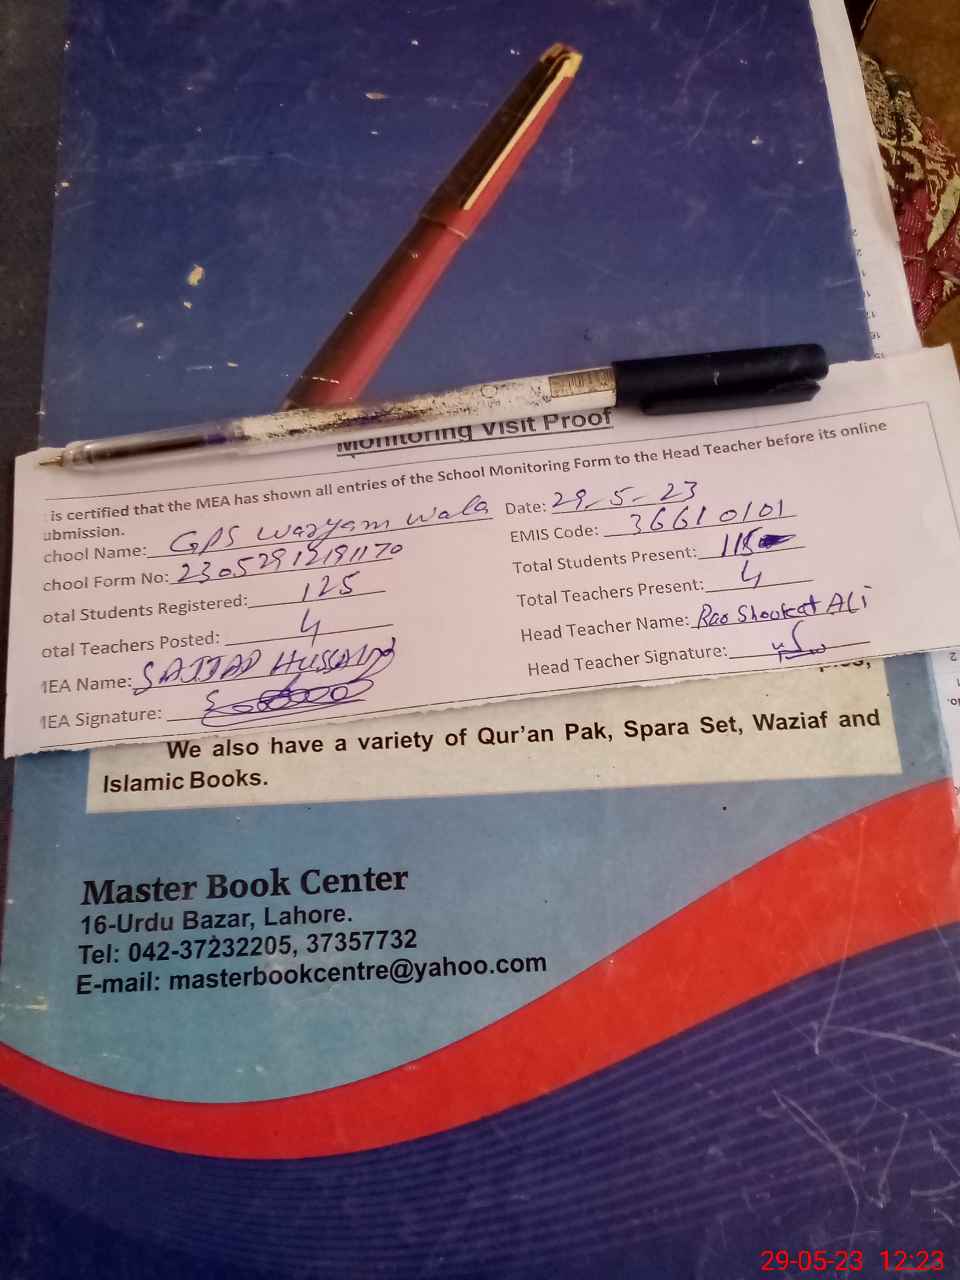 Monitoring Visit Proof
is certified that the MEA has shown all entries of the School Monitoring Form to the Head Teacher before its online
ubmission.
chool Name: GPS Waryam Wala Date: 29-5-23
chool Form No: 23052912191170 EMIS Code: 36610101
otal Students Registered: 125 Total Students Present:
otal Teachers Posted: 4 Total Teachers Present: 4
MEA Name: SAJJAD HUSSAIN Head Teacher Name: Rao Shoukat ALi
MEA Signature: Head Teacher Signature:
We also have a variety of Qur'an Pak, Spara Set, Waziaf and
Islamic Books.
Master Book Center
16-Urdu Bazar, Lahore.
Tel: 042-37232205, 37357732
E-mail: masterbookcentre@yahoo.com
29-05-23 12:23